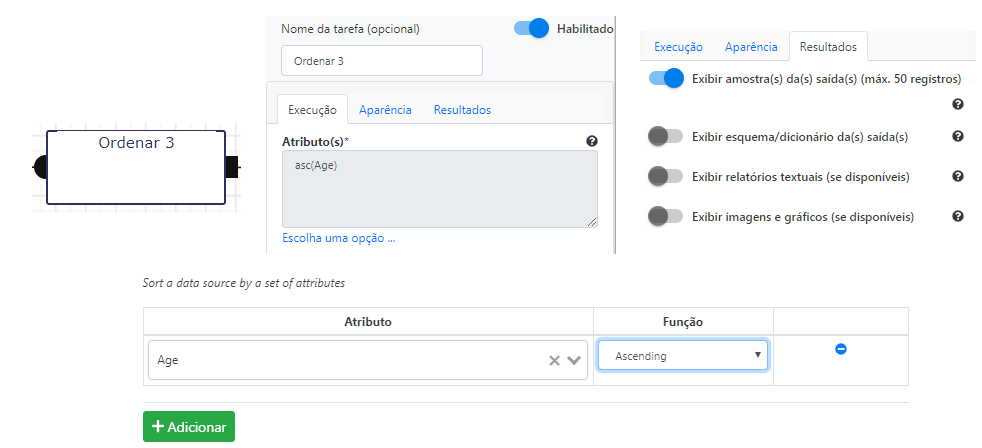 Ordenar 3
Nome da tarefa (opcional)
Habilitado
Ordenar 3
Execução Aparência Resultados
Atributo(s)*
asc(Age)
Escolha uma opção ...
Execução Aparência Resultados
Exibir amostra(s) da(s) saída(s) (máx. 50 registros)
Exibir esquema/dicionário da(s) saída(s)
Exibir relatórios textuais (se disponíveis)
Exibir imagens e gráficos (se disponíveis)
Sort a data source by a set of attributes
Atributo Função
Age Ascending
Adicionar